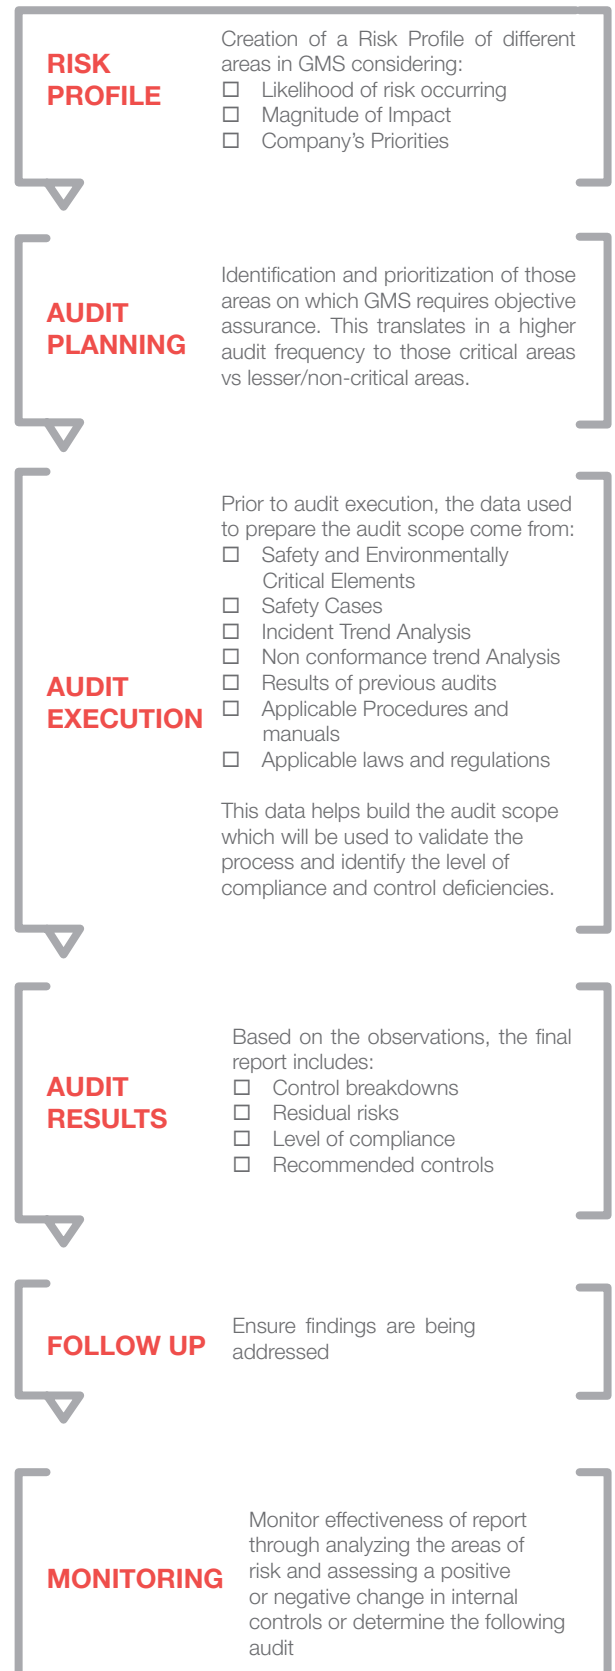 RISK
PROFILE
Creation of a Risk Profile of different
areas in GMS considering:
☐ Likelihood of risk occurring
☐ Magnitude of Impact
☐ Company’s Priorities
AUDIT
PLANNING
Identification and prioritization of those
areas on which GMS requires objective
assurance. This translates in a higher
audit frequency to those critical areas
vs lesser/non-critical areas.
AUDIT
EXECUTION
Prior to audit execution, the data used
to prepare the audit scope come from:
☐ Safety and Environmentally
Critical Elements
☐ Safety Cases
☐ Incident Trend Analysis
☐ Non conformance trend Analysis
☐ Results of previous audits
☐ Applicable Procedures and
manuals
☐ Applicable laws and regulations
This data helps build the audit scope
which will be used to validate the
process and identify the level of
compliance and control deficiencies.
AUDIT
RESULTS
Based on the observations, the final
report includes:
☐ Control breakdowns
☐ Residual risks
☐ Level of compliance
☐ Recommended controls
FOLLOW UP
Ensure findings are being
addressed
MONITORING
Monitor effectiveness of report
through analyzing the areas of
risk and assessing a positive
or negative change in internal
controls or determine the following
audit